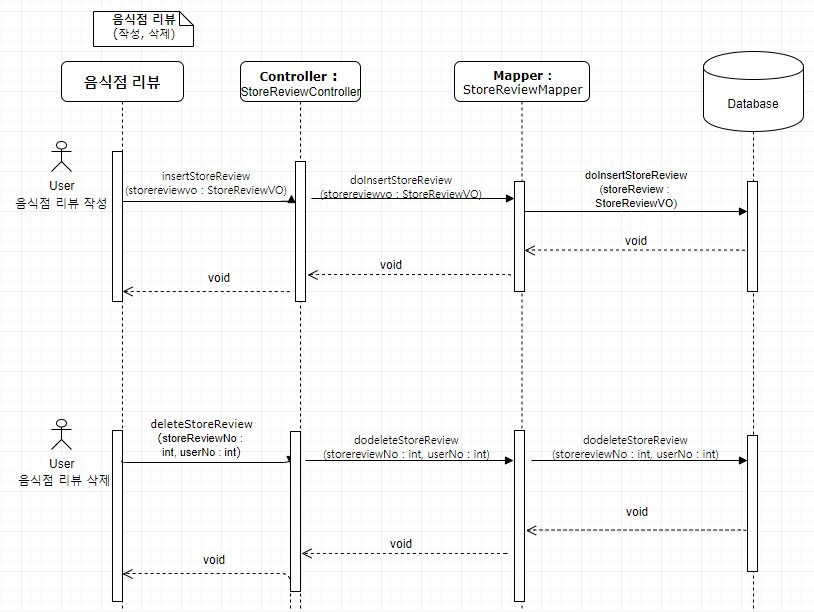 음식점 리뷰
(작성, 삭제)
음식점 리뷰
Controller :
StoreReviewController
Mapper :
StoreReviewMapper
Database
User
음식점 리뷰 작성
insertStoreReview
(storereviewvo : StoreReviewVO)
doInsertStoreReview
(storereviewvo : StoreReviewVO)
doInsertStoreReview
(storeReview :
StoreReviewVO)
void
void
void
User
음식점 리뷰 삭제
deleteStoreReview
(storeReviewNo :
int, userNo : int)
dodeleteStoreReview
(storereviewNo : int, userNo : int)
dodeleteStoreReview
(storereviewNo : int, userNo : int)
void
void
void